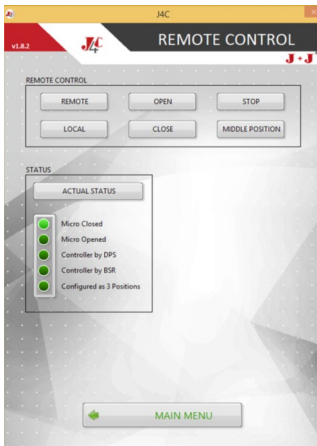 J4C
v1.8.2
J4C
REMOTE CONTROL
J+J
REMOTE CONTROL
REMOTE OPEN STOP
LOCAL CLOSE MIDDLE POSITION
STATUS
ACTUAL STATUS
Micro Closed
Micro Opened
Controller by DPS
Controller by BSR
Configured as 3 Positions
MAIN MENU